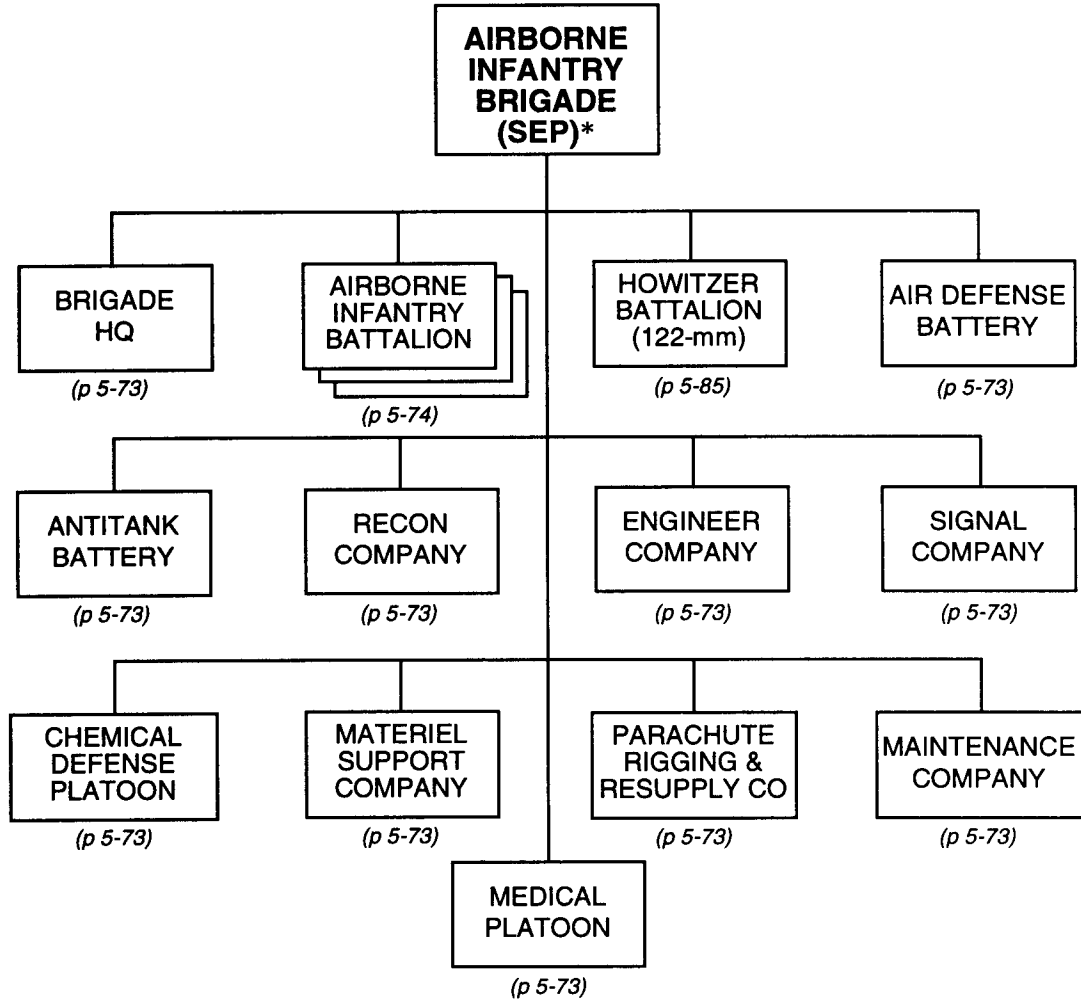 AIRBORNE
INFANTRY
BRIGADE
(SEP)*
BRIGADE
HQ
(p 5-73)
AIRBORNE
INFANTRY
BATTALION
(p 5-74)
HOWITZER
BATTALION
(122-mm)
(p 5-85)
AIR DEFENSE
BATTERY
(p 5-73)
ANTITANK
BATTERY
(p 5-73)
RECON
COMPANY
(p 5-73)
ENGINEER
COMPANY
(p 5-73)
SIGNAL
COMPANY
(p 5-73)
CHEMICAL
DEFENSE
PLATOON
(p 5-73)
MATERIEL
SUPPORT
COMPANY
(p 5-73)
PARACHUTE
RIGGING &
RESUPPLY CO
(p 5-73)
MAINTENANCE
COMPANY
(p 5-73)
MEDICAL
PLATOON
(p 5-73)